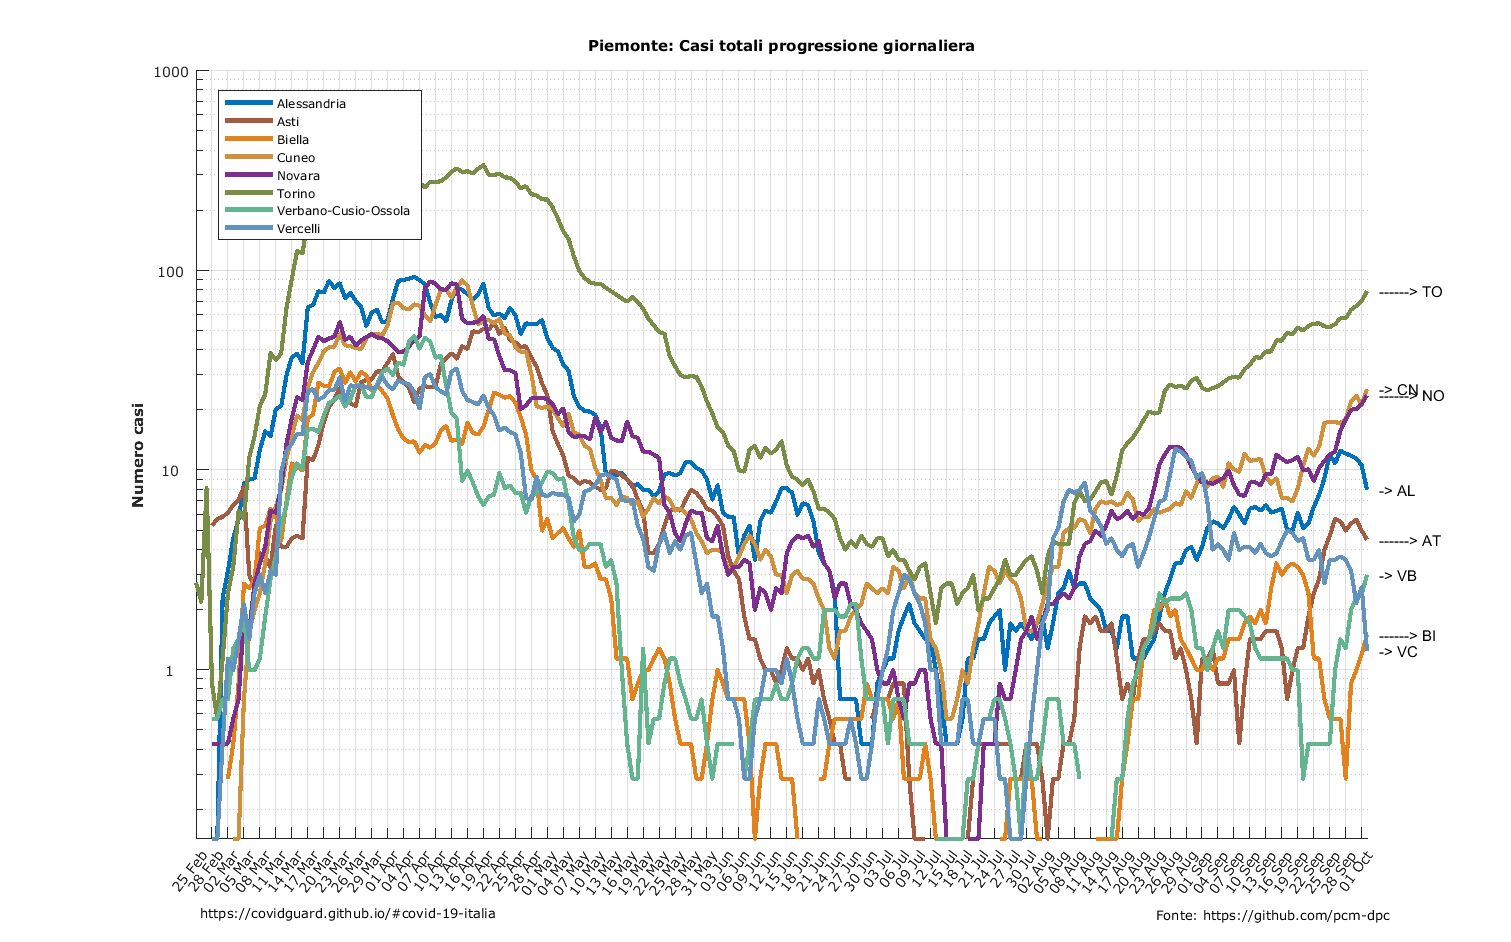 Piemonte: Casi totali progressione giornaliera
1000
100
10
1
Numero casi
Alessandria
Asti
Biella
Cuneo
Novara
Torino
Verbano-Cusio-Ossola
Vercelli
------> TO
-> CN
------> NO
-> AL
------> AT
-> VB
------> BI
-> VC
25 Feb
28 Feb
02 Mar
05 Mar
08 Mar
11 Mar
14 Mar
17 Mar
20 Mar
23 Mar
26 Mar
29 Mar
01 Apr
04 Apr
07 Apr
10 Apr
13 Apr
16 Apr
19 Apr
22 Apr
25 Apr
28 Apr
01 May
04 May
07 May
10 May
13 May
16 May
19 May
22 May
25 May
28 May
31 May
03 Jun
06 Jun
09 Jun
12 Jun
15 Jun
18 Jun
21 Jun
24 Jun
27 Jun
30 Jun
03 Jul
06 Jul
09 Jul
12 Jul
15 Jul
18 Jul
21 Jul
24 Jul
27 Jul
30 Jul
02 Aug
05 Aug
08 Aug
11 Aug
14 Aug
17 Aug
20 Aug
23 Aug
26 Aug
29 Aug
01 Sep
04 Sep
07 Sep
10 Sep
13 Sep
16 Sep
19 Sep
22 Sep
25 Sep
28 Sep
01 Oct
https://covidguard.github.io/#covid-19-italia
Fonte: https://github.com/pcm-dpc